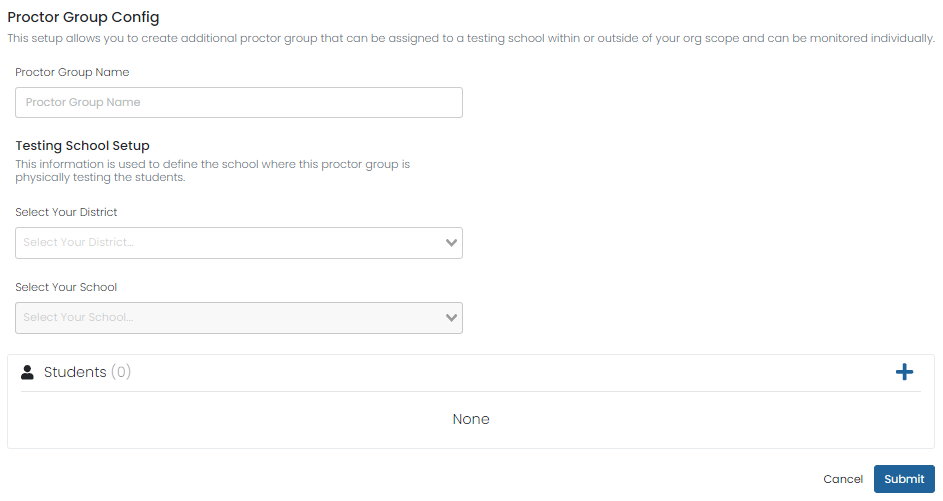 Proctor Group Config
This setup allows you to create additional proctor group that can be assigned to a testing school within or outside of your org scope and can be monitored individually.
Proctor Group Name
Proctor Group Name
Testing School Setup
This information is used to define the school where this proctor group is
physically testing the students.
Select Your District
Select Your District...
Select Your School
Select Your School...
Students (0)
None
Cancel Submit